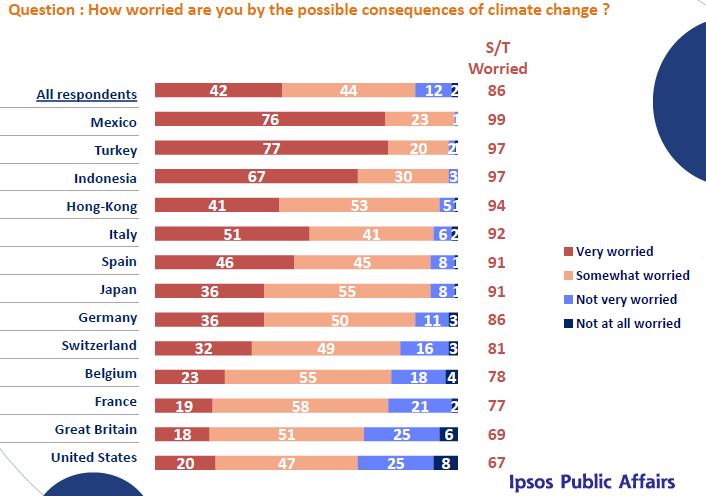 Question : How worried are you by the possible consequences of climate change ?
S/T
Worried
All respondents 42 44 12 2 86
Mexico 76 23 1 99
Turkey 77 20 2 1 97
Indonesia 67 30 3 97
Hong-Kong 41 53 5 1 94
Italy 51 41 6 2 92
Spain 46 45 8 1 91
Japan 36 55 8 1 91
Germany 36 50 11 3 86
Switzerland 32 49 16 3 81
Belgium 23 55 18 4 78
France 19 58 21 2 77
Great Britain 18 51 25 6 69
United States 20 47 25 8 67
Very worried
Somewhat worried
Not very worried
Not at all worried
Ipsos Public Affairs